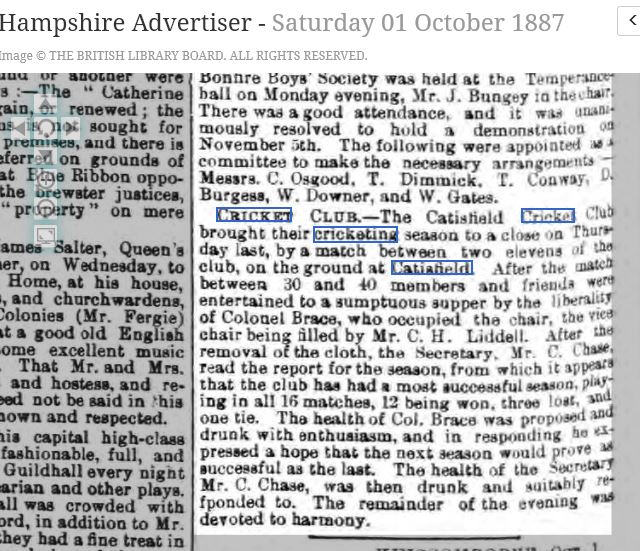 Hampshire Advertiser - Saturday 01 October 1887
Image © THE BRITISH LIBRARY BOARD. ALL RIGHTS RESERVED.
or another were
s :—The " Catherine
or renewed ; the
not sought for
premises, and there is
on grounds of
at Blue Ribbon oppo-
the brewster justices,
"property" on mere
ames Salter, Queen's
er, on Wednesday, to
Home, at his house,
, and churchwardens,
Colonies (Mr. Fergie)
at a good old English
ome excellent music
That Mr. and Mrs.
and hostess, and re-
eed not be said in this
nown and respected.
his capital high-class
fashionable, full, and
Guildhall every night
arian and other plays.
all was crowded with
ord, in addition to Mr.
they had a fine treat in
Bonfire Boys' Society was held at the Temperance-
hall on Monday evening, Mr. J. Bungey in the chair.
There was a good attendance, and it was unani-
mously resolved to hold a demonstration on
November 5th. The following were appointed as a
committee to make the necessary arrangements—
Messrs. C. Osgood, T. Dimmick, T. Conway, D.
Burgess, W. Downer, and W. Gates.
CRICKET CLUB.—The Catisfield Cricket Club
brought their cricketing season to a close on Thurs-
day last, by a match between two elevens of the
club, on the ground at Catisfield. After the match
between 30 and 40 members and friends were
entertained to a sumptuous supper by the liberality
of Colonel Brace, who occupied the chair, the vice
chair being filled by Mr. C. H. Liddell. After the
removal of the cloth, the Secretary, Mr. C. Chase,
read the report for the season, from which it appears
that the club has had a most successful season, play-
ing in all 16 matches, 12 being won, three lost, and
one tie. The health of Col. Brace was proposed and
drunk with enthusiasm, and in responding he ex-
pressed a hope that the next season would prove as
successful as the last. The health of the Secretary
Mr. C. Chase, was then drunk and suitably re-
sponded to. The remainder of the evening was
devoted to harmony.